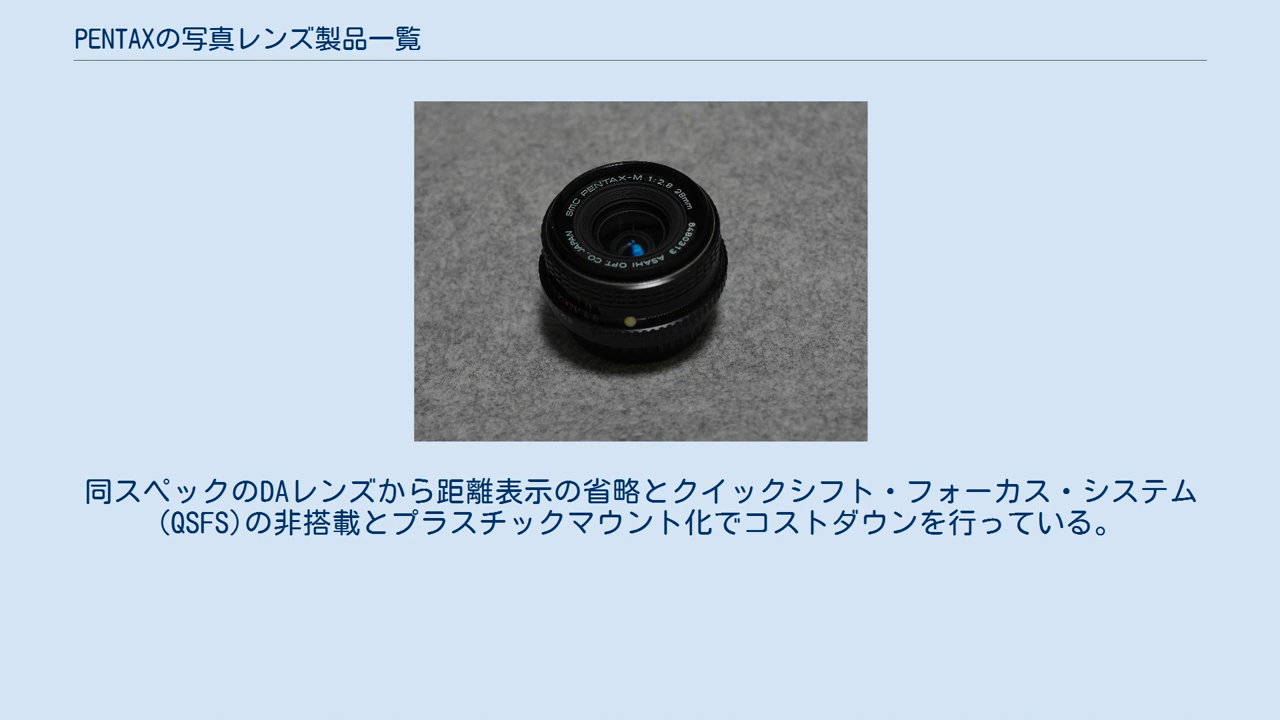 PENTAXの写真レンズ製品一覧
SMC PENTAX-M 1:2.8 28mm
6480313 ASAHI OPT. CO., JAPAN
同スペックのDAレンズから距離表示の省略とクイックシフト・フォーカス・システム
(QSFS)の非搭載とプラスチックマウント化でコストダウンを行っている。